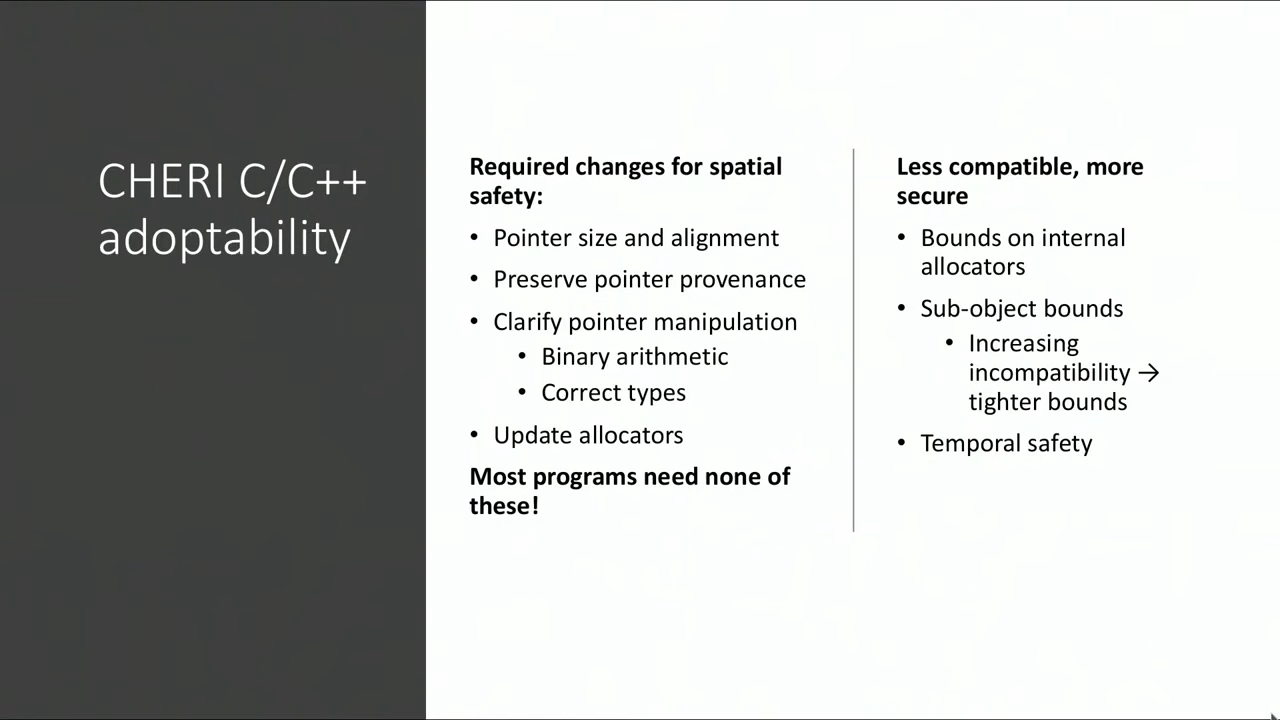 CHERI C/C++
adoptability
Required changes for spatial
safety:
• Pointer size and alignment
• Preserve pointer provenance
• Clarify pointer manipulation
• Binary arithmetic
• Correct types
• Update allocators
Most programs need none of
these!
Less compatible, more
secure
• Bounds on internal
allocators
• Sub-object bounds
• Increasing
incompatibility →
tighter bounds
• Temporal safety